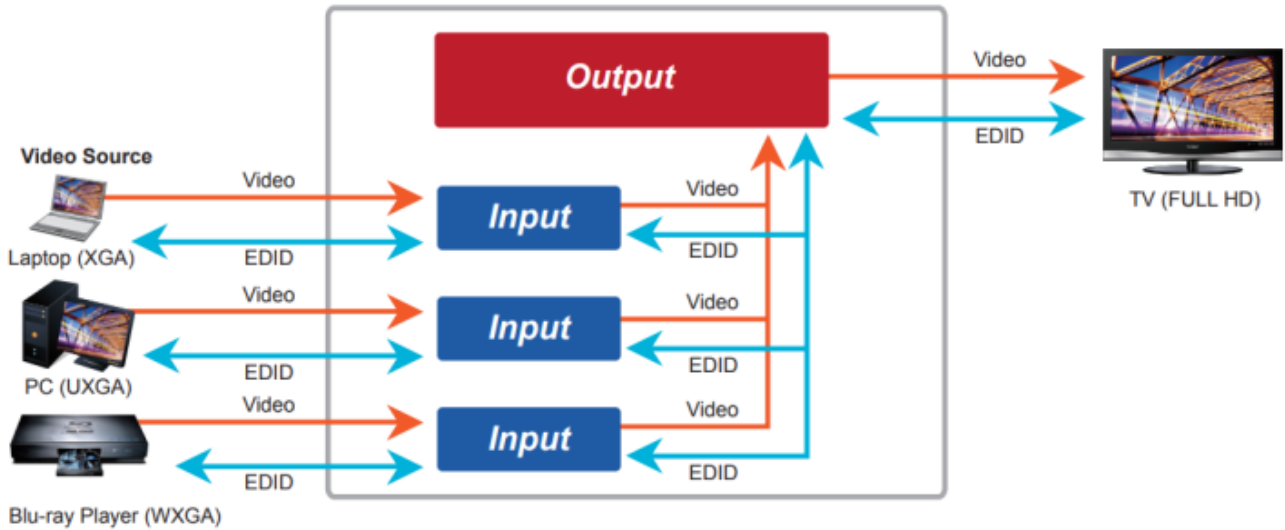 Output
Video
EDID
TV (FULL HD)
Video Source
Video
Input
Video
EDID
EDID
Laptop (XGA)
Video
Input
Video
EDID
EDID
PC (UXGA)
Video
Input
Video
EDID
EDID
Blu-ray Player (WXGA)